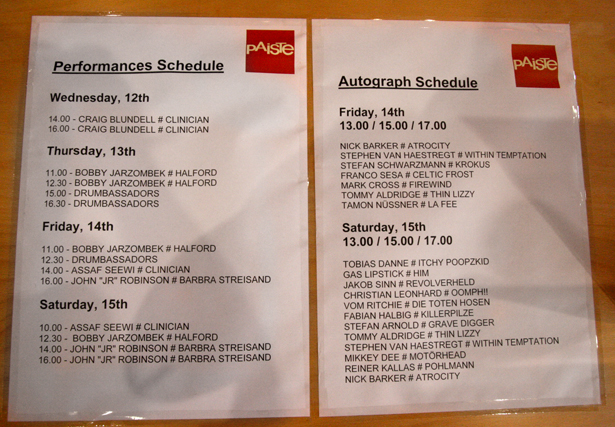 PAiSTe
Performances Schedule
Wednesday, 12th
14.00 - CRAIG BLUNDELL # CLINICIAN
16.00 - CRAIG BLUNDELL # CLINICIAN
Thursday, 13th
11.00 - BOBBY JARZOMBEK # HALFORD
12.30 - BOBBY JARZOMBEK # HALFORD
15.00 - DRUMBASSADORS
16.30 - DRUMBASSADORS
Friday, 14th
11.00 - BOBBY JARZOMBEK # HALFORD
12.30 - DRUMBASSADORS
14.00 - ASSAF SEEWI # CLINICIAN
16.00 - JOHN "JR" ROBINSON # BARBRA STREISAND
Saturday, 15th
10.00 - ASSAF SEEWI # CLINICIAN
12.30 - BOBBY JARZOMBEK # HALFORD
14.00 - JOHN "JR" ROBINSON # BARBRA STREISAND
16.00 - JOHN "JR" ROBINSON # BARBRA STREISAND
PAiSTe
Autograph Schedule
Friday, 14th
13.00 / 15.00 / 17.00
NICK BARKER # ATROCITY
STEPHEN VAN HAESTREGT # WITHIN TEMPTATION
STEFAN SCHWARZMANN # KROKUS
FRANCO SESA # CELTIC FROST
MARK CROSS # FIREWIND
TOMMY ALDRIDGE # THIN LIZZY
TAMON NÜSSNER # LA FEE
Saturday, 15th
13.00 / 15.00 / 17.00
TOBIAS DANNE # ITCHY POOPZKID
GAS LIPSTICK # HIM
JAKOB SINN # REVOLVERHELD
CHRISTIAN LEONHARD # OOMPH!!
VOM RITCHIE # DIE TOTEN HOSEN
FABIAN HALBIG # KILLERPILZE
STEFAN ARNOLD # GRAVE DIGGER
TOMMY ALDRIDGE # THIN LIZZY
STEPHEN VAN HAESTREGT # WITHIN TEMPTATION
MIKKEY DEE # MOTÖRHEAD
REINER KALLAS # POHLMANN
NICK BARKER # ATROCITY